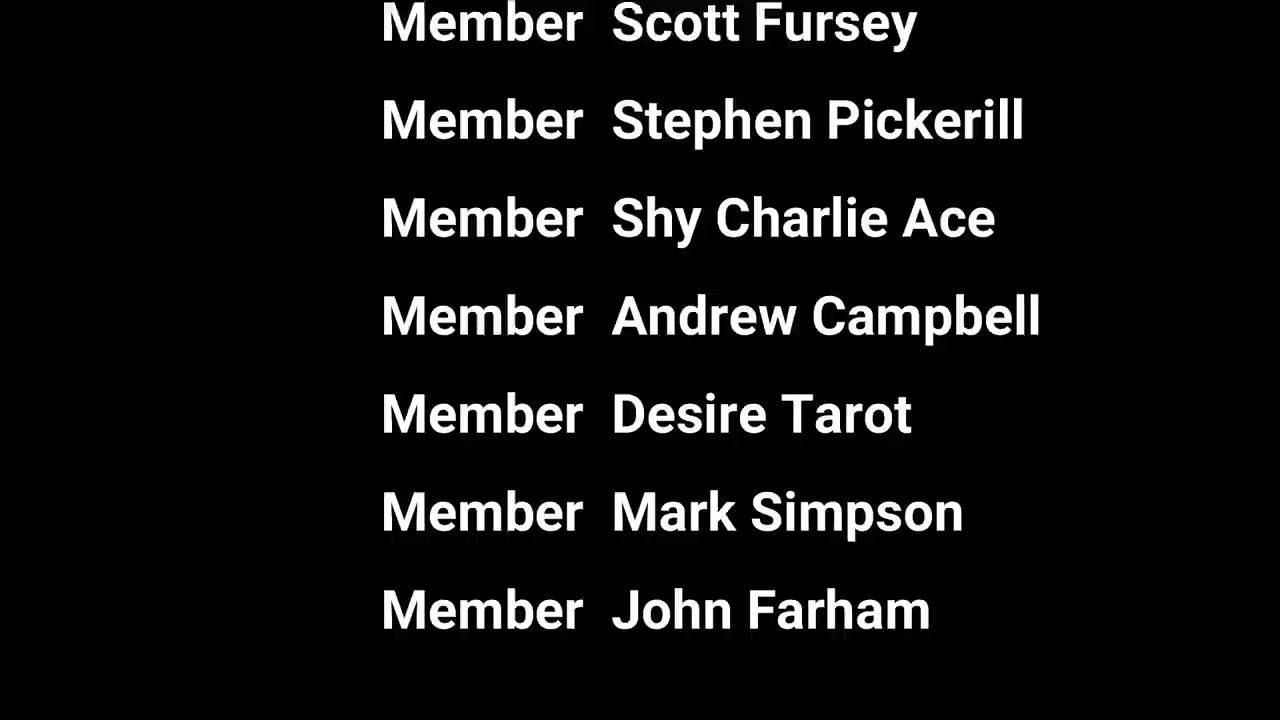 Member Scott Fursey
Member Stephen Pickerill
Member Shy Charlie Ace
Member Andrew Campbell
Member Desire Tarot
Member Mark Simpson
Member John Farham